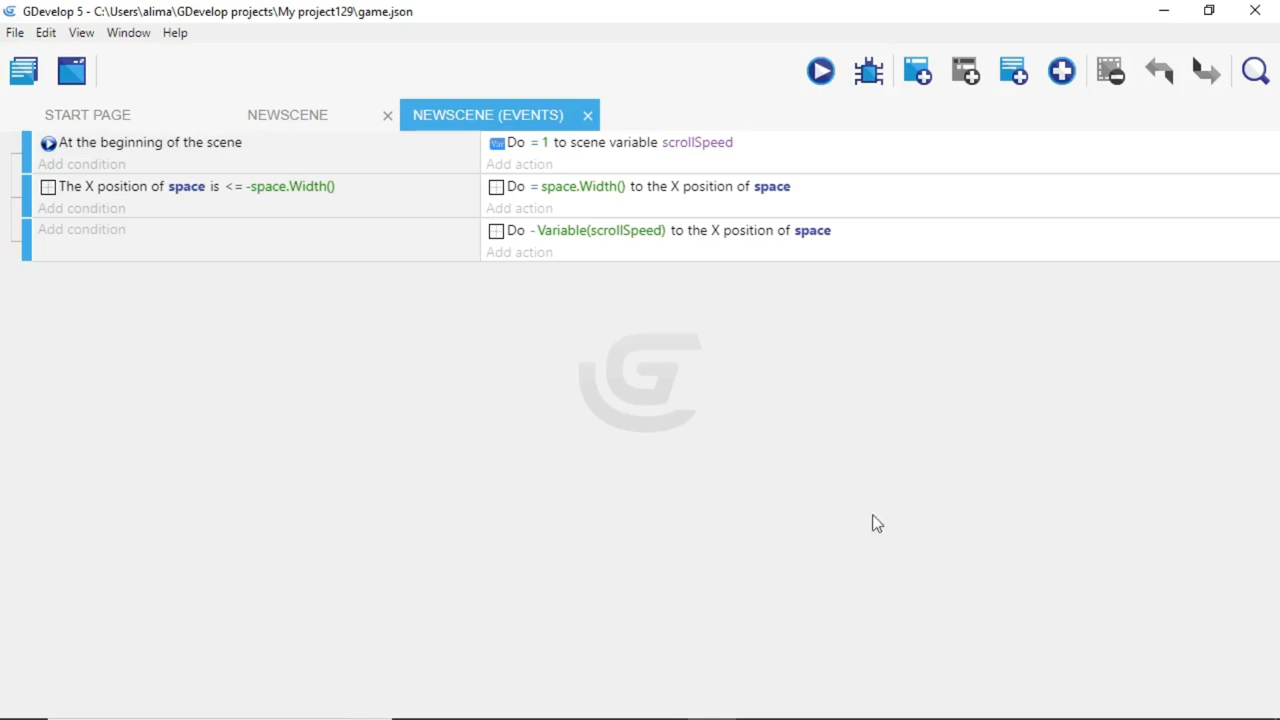 GDevelop 5 - C:\Users\alima\GDevelop projects\My project129\game.json
File Edit View Window Help
START PAGE NEWSCENE NEWSCENE (EVENTS)
At the beginning of the scene
Do = 1 to scene variable scrollSpeed
Add condition
Add action
The X position of space is <= -space.Width()
Do = space.Width() to the X position of space
Add condition
Add action
Add condition
Do - Variable(scrollSpeed) to the X position of space
Add action